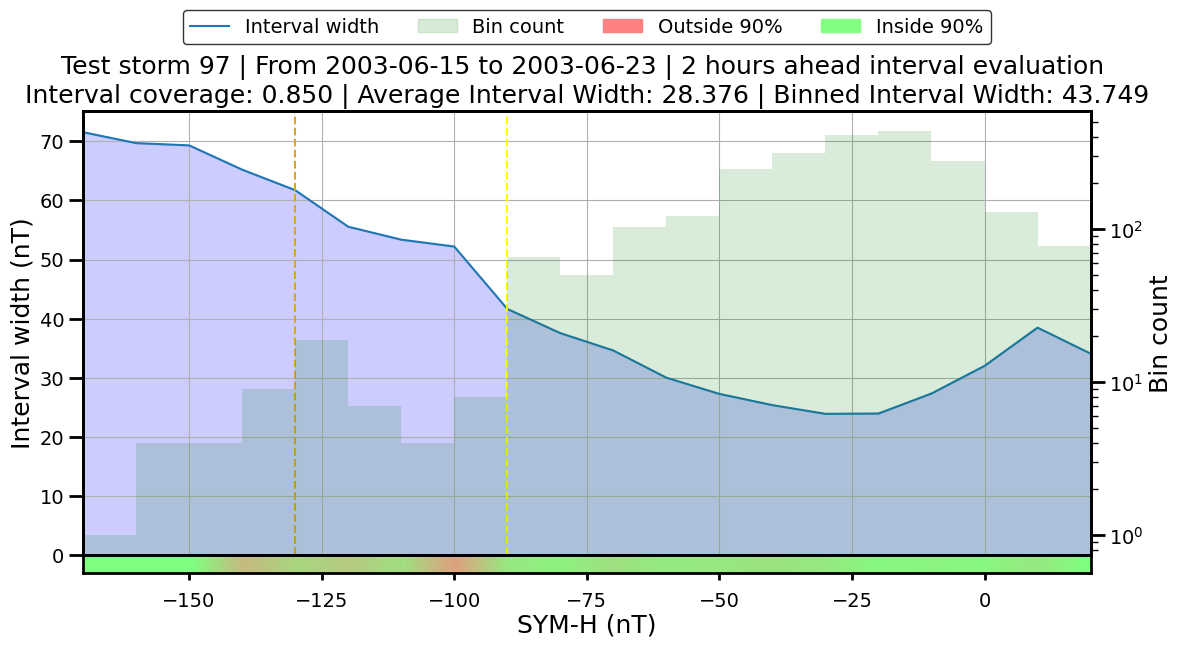 Interval width Bin count Outside 90% Inside 90%
Test storm 97 | From 2003-06-15 to 2003-06-23 | 2 hours ahead interval evaluation
Interval coverage: 0.850 | Average Interval Width: 28.376 | Binned Interval Width: 43.749
70
60
50
40
30
20
10
0
Interval width (nT)
10²
10¹
10⁰
Bin count
−150 −125 −100 −75 −50 −25 0
SYM-H (nT)